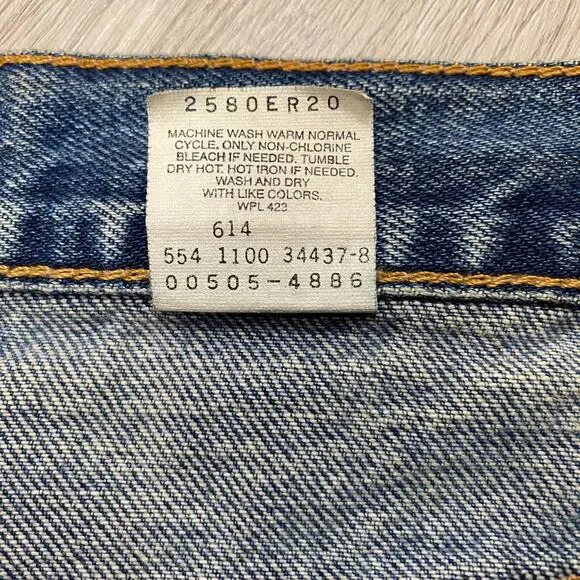 2580ER20
MACHINE WASH WARM NORMAL
CYCLE. ONLY NON-CHLORINE
BLEACH IF NEEDED. TUMBLE
DRY HOT. HOT IRON IF NEEDED.
WASH AND DRY
WITH LIKE COLORS.
WPL 423
614
554 1100 34437-8
00505-4886